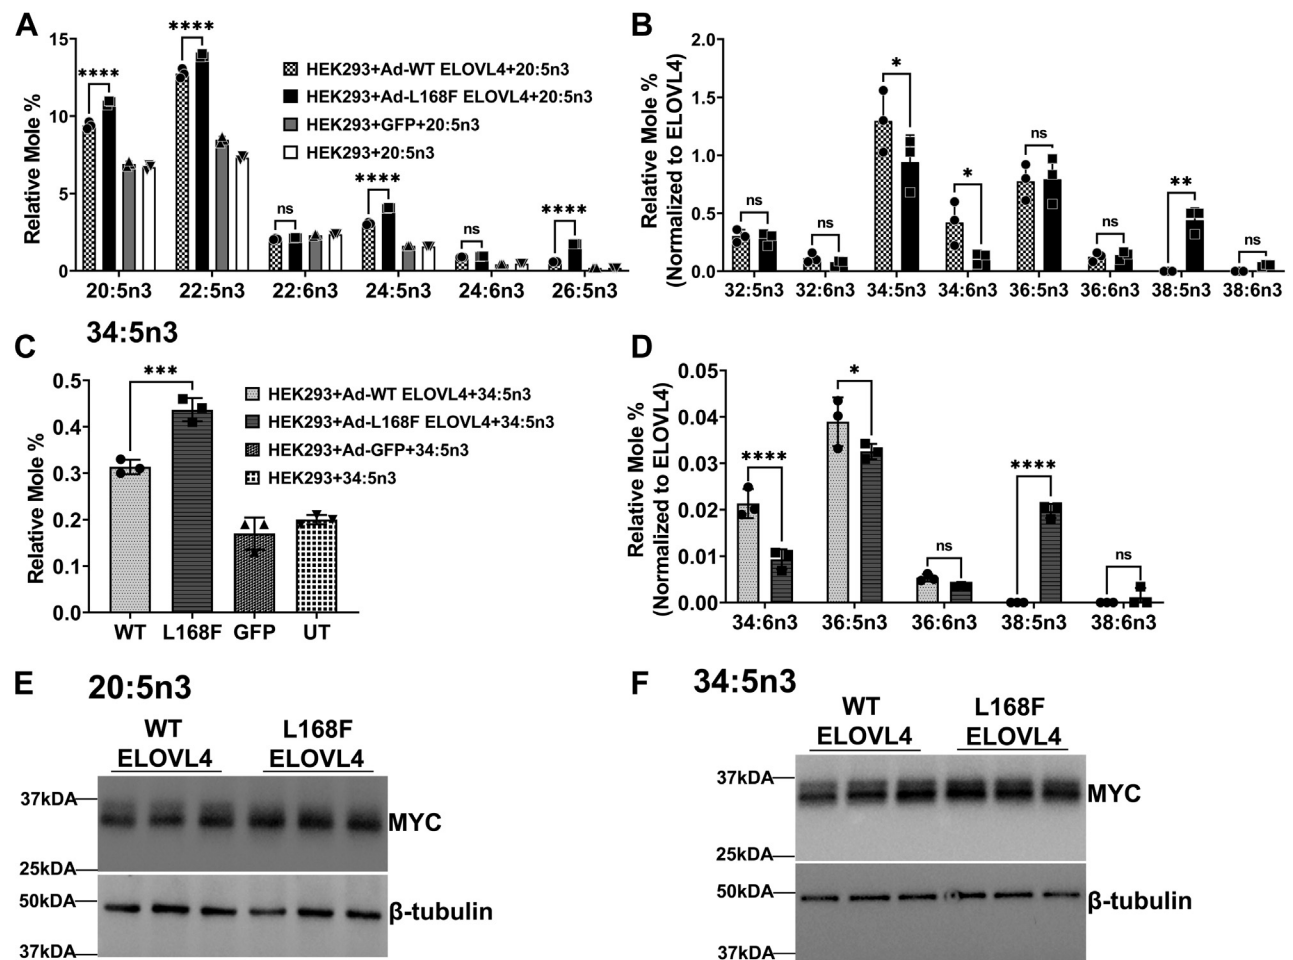 A
Relative Mole %
15
10
5
0
****
****
ns
****
ns
****
HEK293+Ad-WT ELOVL4+20:5n3
HEK293+Ad-L168F ELOVL4+20:5n3
HEK293+GFP+20:5n3
HEK293+20:5n3
20:5n3 22:5n3 22:6n3 24:5n3 24:6n3 26:5n3
B
Relative Mole %
(Normalized to ELOVL4)
2.0
1.5
1.0
0.5
0.0
ns
ns
*
*
ns
ns
**
ns
32:5n3 32:6n3 34:5n3 34:6n3 36:5n3 36:6n3 38:5n3 38:6n3
C
34:5n3
Relative Mole %
0.5
0.4
0.3
0.2
0.1
0.0
***
HEK293+Ad-WT ELOVL4+34:5n3
HEK293+Ad-L168F ELOVL4+34:5n3
HEK293+Ad-GFP+34:5n3
HEK293+34:5n3
WT L168F GFP UT
D
Relative Mole %
(Normalized to ELOVL4)
0.05
0.04
0.03
0.02
0.01
0.00
****
*
ns
****
ns
34:6n3 36:5n3 36:6n3 38:5n3 38:6n3
E
20:5n3
WT
ELOVL4
L168F
ELOVL4
37kDA
MYC
25kDA
50kDA
β-tubulin
37kDA
F
34:5n3
WT
ELOVL4
L168F
ELOVL4
37kDA
MYC
25kDA
50kDA
β-tubulin
37kDA